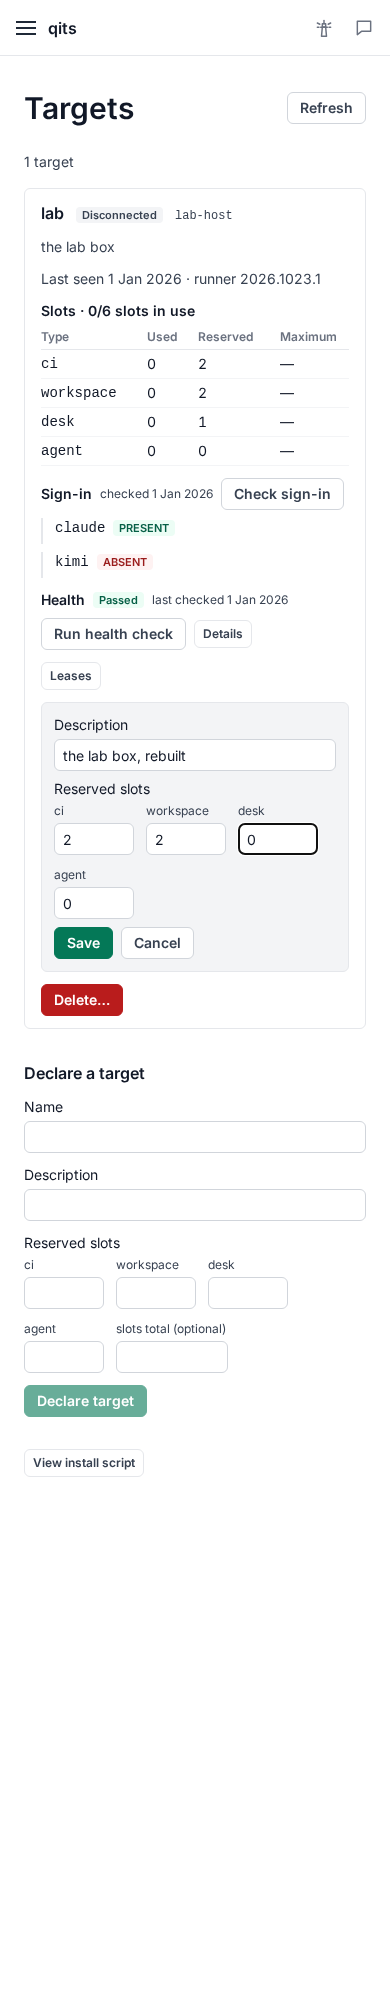 qits
Targets
Refresh
1 target
lab Disconnected lab-host
the lab box
Last seen 1 Jan 2026 · runner 2026.1023.1
Slots · 0/6 slots in use
Type Used Reserved Maximum
ci 0 2 —
workspace 0 2 —
desk 0 1 —
agent 0 0 —
Sign-in checked 1 Jan 2026 Check sign-in
claude PRESENT
kimi ABSENT
Health Passed last checked 1 Jan 2026
Run health check Details
Leases
Description
the lab box, rebuilt
Reserved slots
ci workspace desk
2 2 0
agent
0
Save Cancel
Delete…
Declare a target
Name
Description
Reserved slots
ci workspace desk
agent slots total (optional)
Declare target
View install script